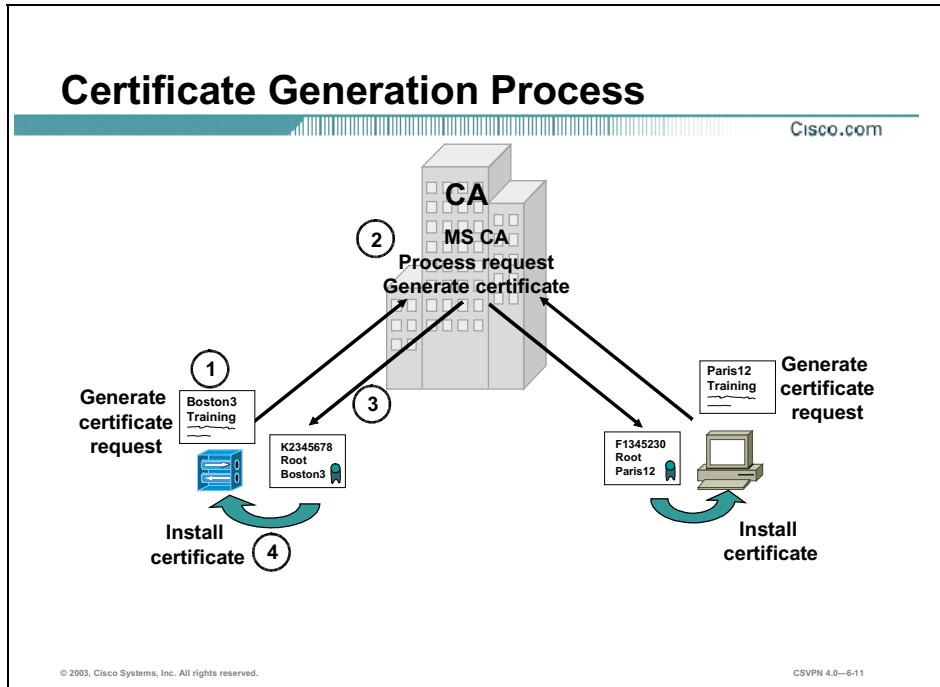 Certificate Generation Process
Cisco.com
CA
2
MS CA
Process request
Generate certificate
1
Generate
certificate
request
Boston3
Training
3
K2345678
Root
Boston3
Install
certificate
4
Paris12
Training
Generate
certificate
request
F1345230
Root
Paris12
Install
certificate
© 2003, Cisco Systems, Inc. All rights reserved.
CSVPN 4.0—6-11